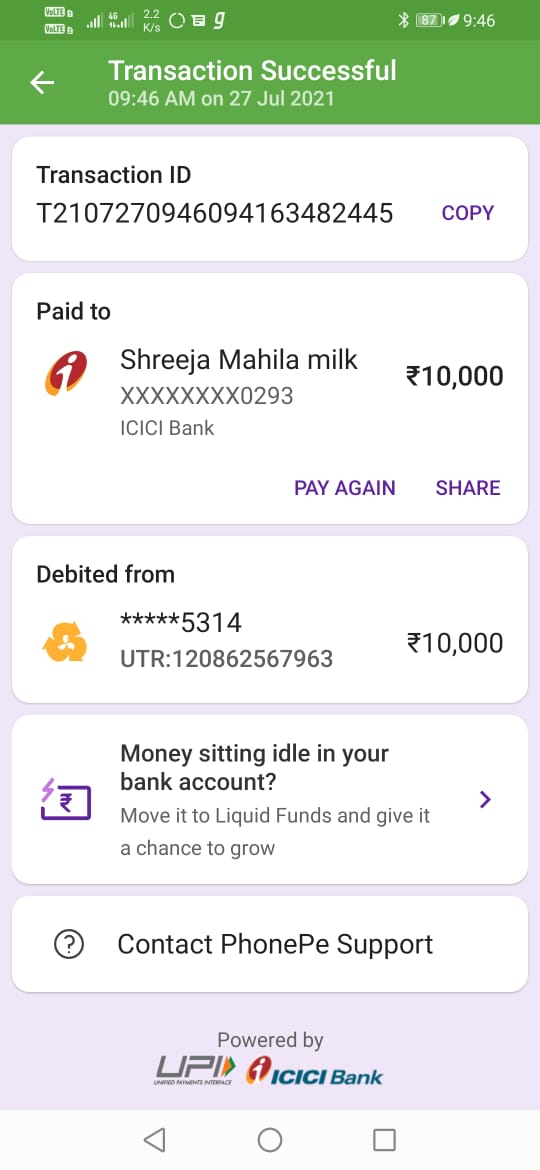 VoLTE 1
VoLTE 2
4G
2.2
K/s
87
9:46
Transaction Successful
09:46 AM on 27 Jul 2021
Transaction ID
T2107270946094163482445
COPY
Paid to
Shreeja Mahila milk
₹10,000
XXXXXXXX0293
ICICI Bank
PAY AGAIN
SHARE
Debited from
*****5314
₹10,000
UTR:120862567963
Money sitting idle in your
bank account?
Move it to Liquid Funds and give it
a chance to grow
Contact PhonePe Support
Powered by
UPI
UNIFIED PAYMENTS INTERFACE
ICICI Bank